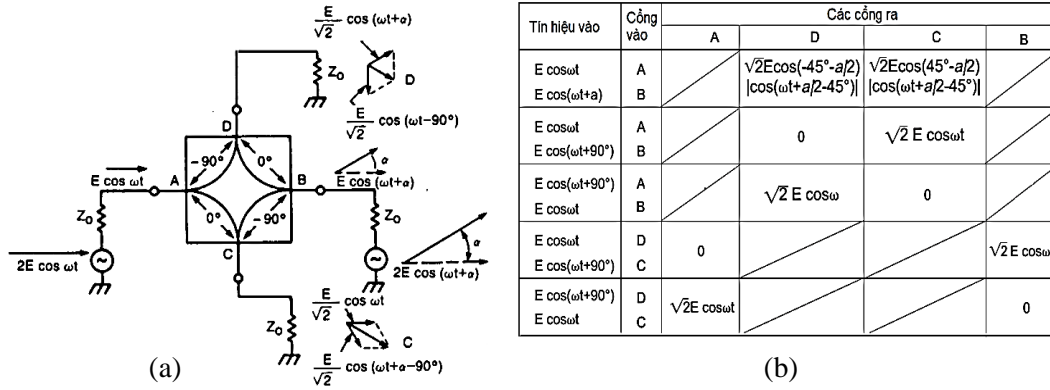 E/√2 cos (ωt+α)
Z₀
D
E/√2 cos (ωt−90°)
D
−90°
0°
E cos ωt
A
B
α
E cos (ωt+α)
0°
−90°
Z₀
Z₀
C
α
2E cos ωt
2E cos (ωt+α)
E/√2 cos ωt
Z₀
C
E/√2 cos (ωt+α−90°)
(a)
Tín hiệu vào
Cổng vào
Các cổng ra
A
D
C
B
E cosωt
A
√2Ecos(-45°-a/2)
√2Ecos(45°-a/2)
E cos(ωt+a)
B
|cos(ωt+a/2-45°)|
|cos(ωt+a/2-45°)|
E cosωt
A
0
√2 E cosωt
E cos(ωt+90°)
B
E cos(ωt+90°)
A
√2 E cosω
0
E cosωt
B
E cosωt
D
0
√2 E cosω
E cos(ωt+90°)
C
E cos(ωt+90°)
D
√2E cosωt
0
E cosωt
C
(b)